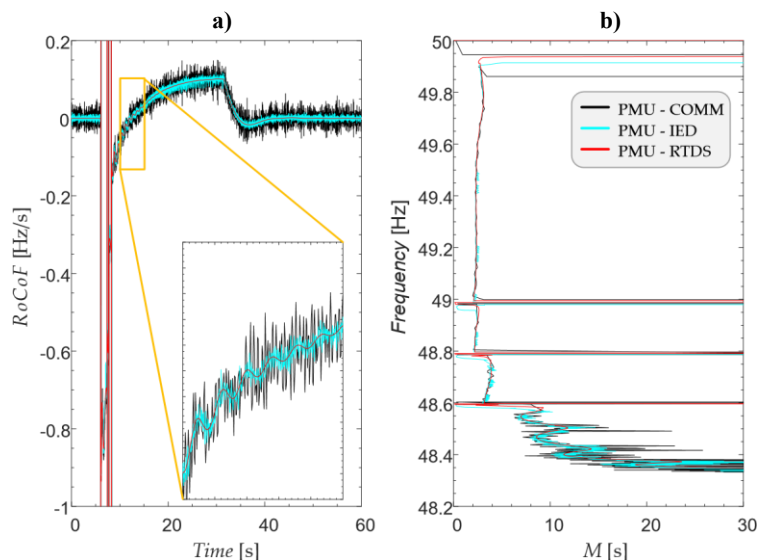 a)
b)
0.2
0
-0.2
-0.4
-0.6
-0.8
-1
RoCoF [Hz/s]
0
20
40
60
Time [s]
50
49.8
49.6
49.4
49.2
49
48.8
48.6
48.4
48.2
Frequency [Hz]
PMU - COMM
PMU - IED
PMU - RTDS
0
10
20
30
M [s]